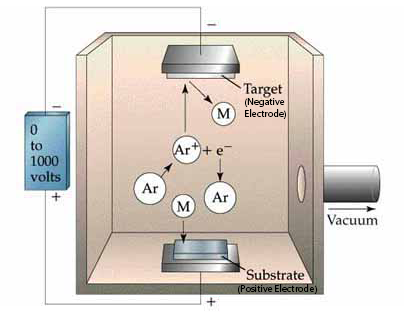 −
Target
(Negative
Electrode)
−
0
to
1000
volts
+
M
Ar⁺ + e⁻
Ar
M
Ar
Vacuum
Substrate
(Positive Electrode)
+